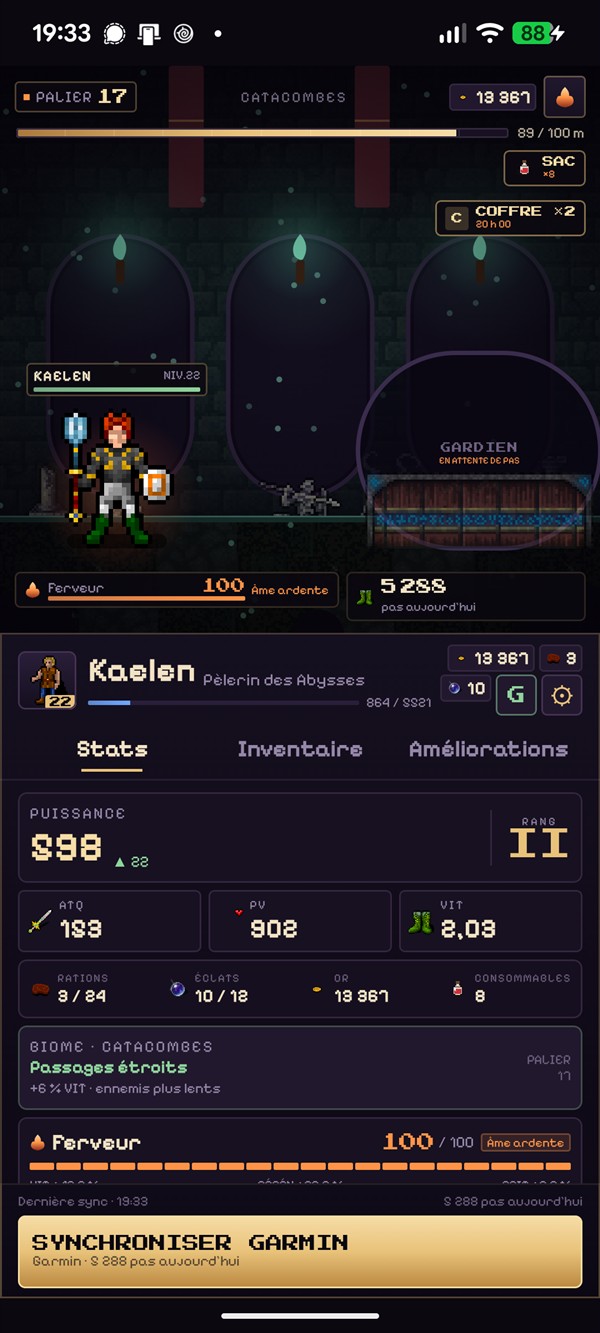 19:33
88
PALIER 17
CATACOMBES
13 367
89 / 100 m
SAC
×8
C
COFFRE ×2
20 h 00
KAELEN
NIV.22
GARDIEN
EN ATTENTE DE PAS
Ferveur
100
Âme ardente
5 288
pas aujourd'hui
22
Kaelen
Pèlerin des Abysses
864 / 5521
13 367
3
10
G
Stats
Inventaire
Améliorations
PUISSANCE
598
▲ 22
RANG
II
ATQ
153
PV
902
VIT
2,03
RATIONS
3 / 24
ÉCLATS
10 / 12
OR
13 367
CONSOMMABLES
8
BIOME · CATACOMBES
Passages étroits
+6 % VIT · ennemis plus lents
PALIER
17
Ferveur
100 / 100
Âme ardente
Dernière sync · 19:33
5 288 pas aujourd'hui
SYNCHRONISER GARMIN
Garmin · 5 288 pas aujourd'hui